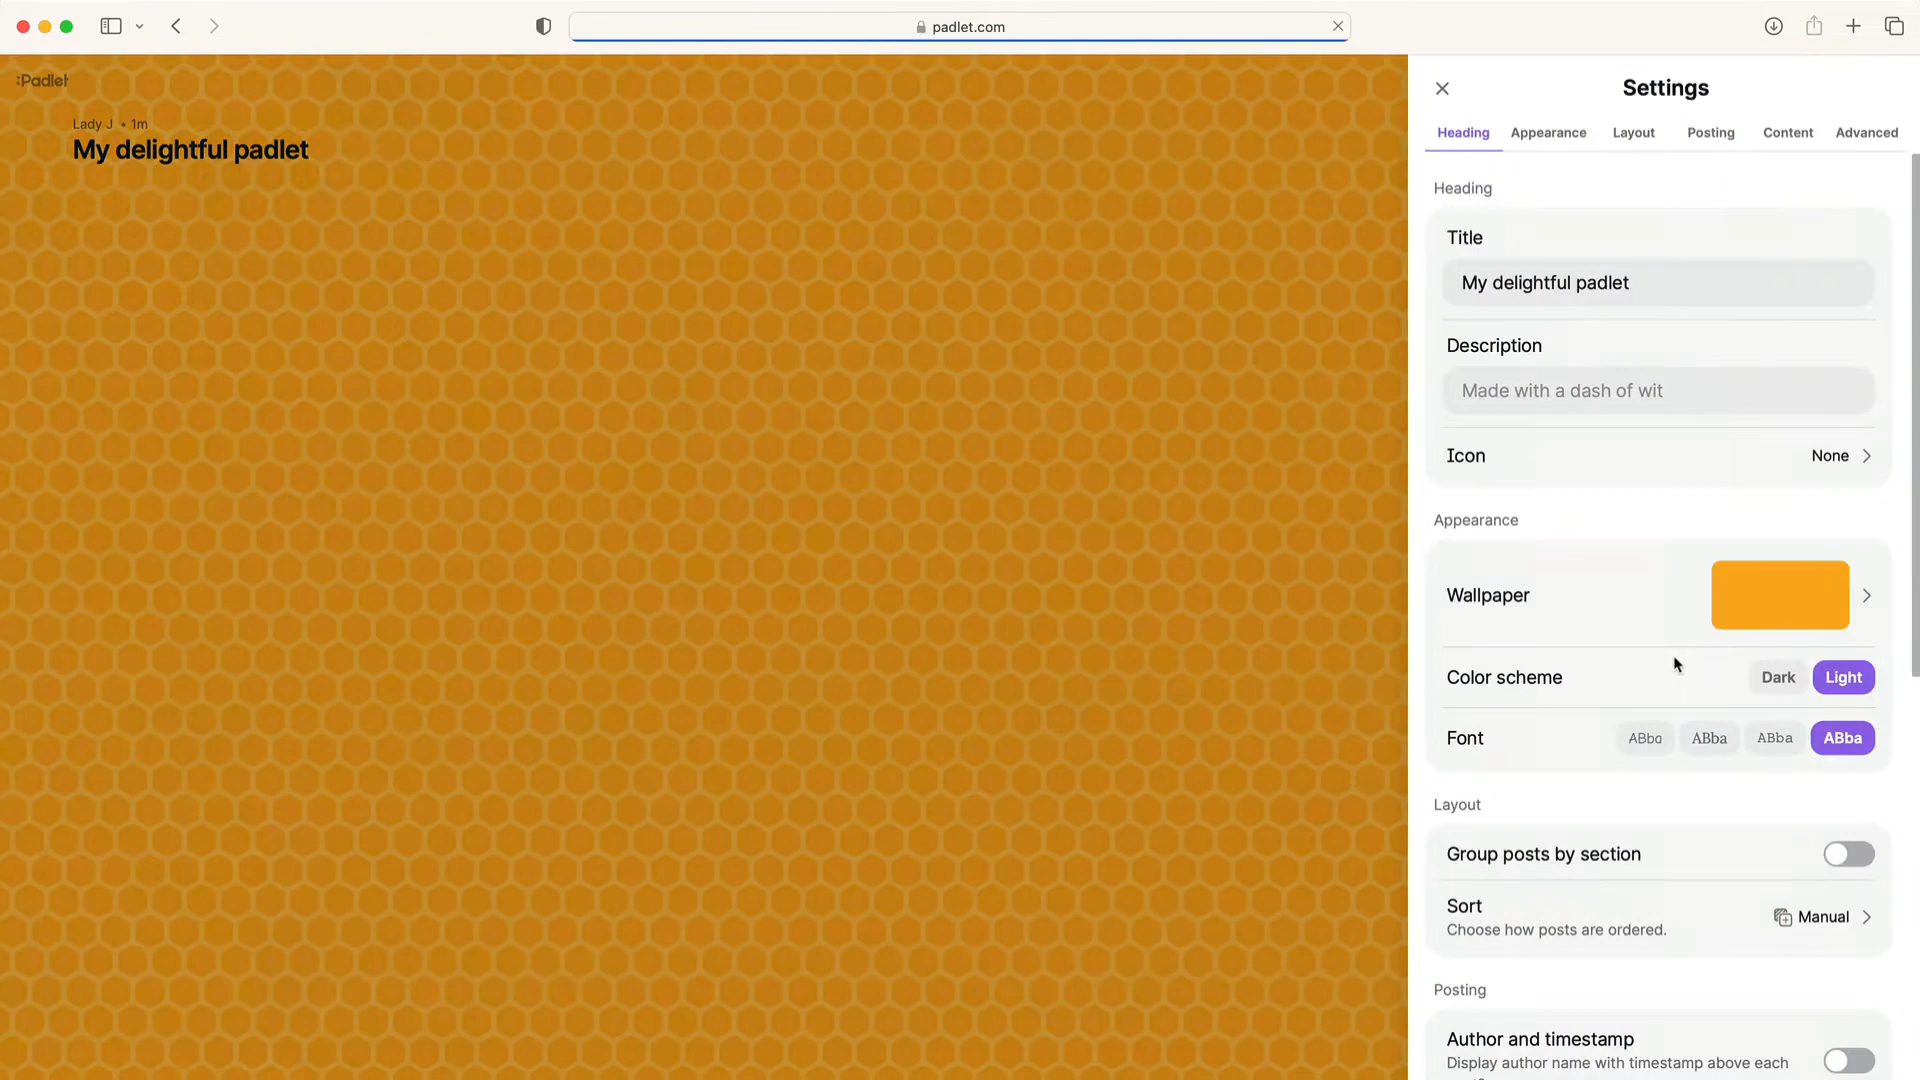 padlet.com
:Padlet
Lady J • 1m
My delightful padlet
Settings
Heading Appearance Layout Posting Content Advanced
Heading
Title
My delightful padlet
Description
Made with a dash of wit
Icon None
Appearance
Wallpaper
Color scheme Dark Light
Font ABba ABba ABba ABba
Layout
Group posts by section
Sort Manual
Choose how posts are ordered.
Posting
Author and timestamp
Display author name with timestamp above each